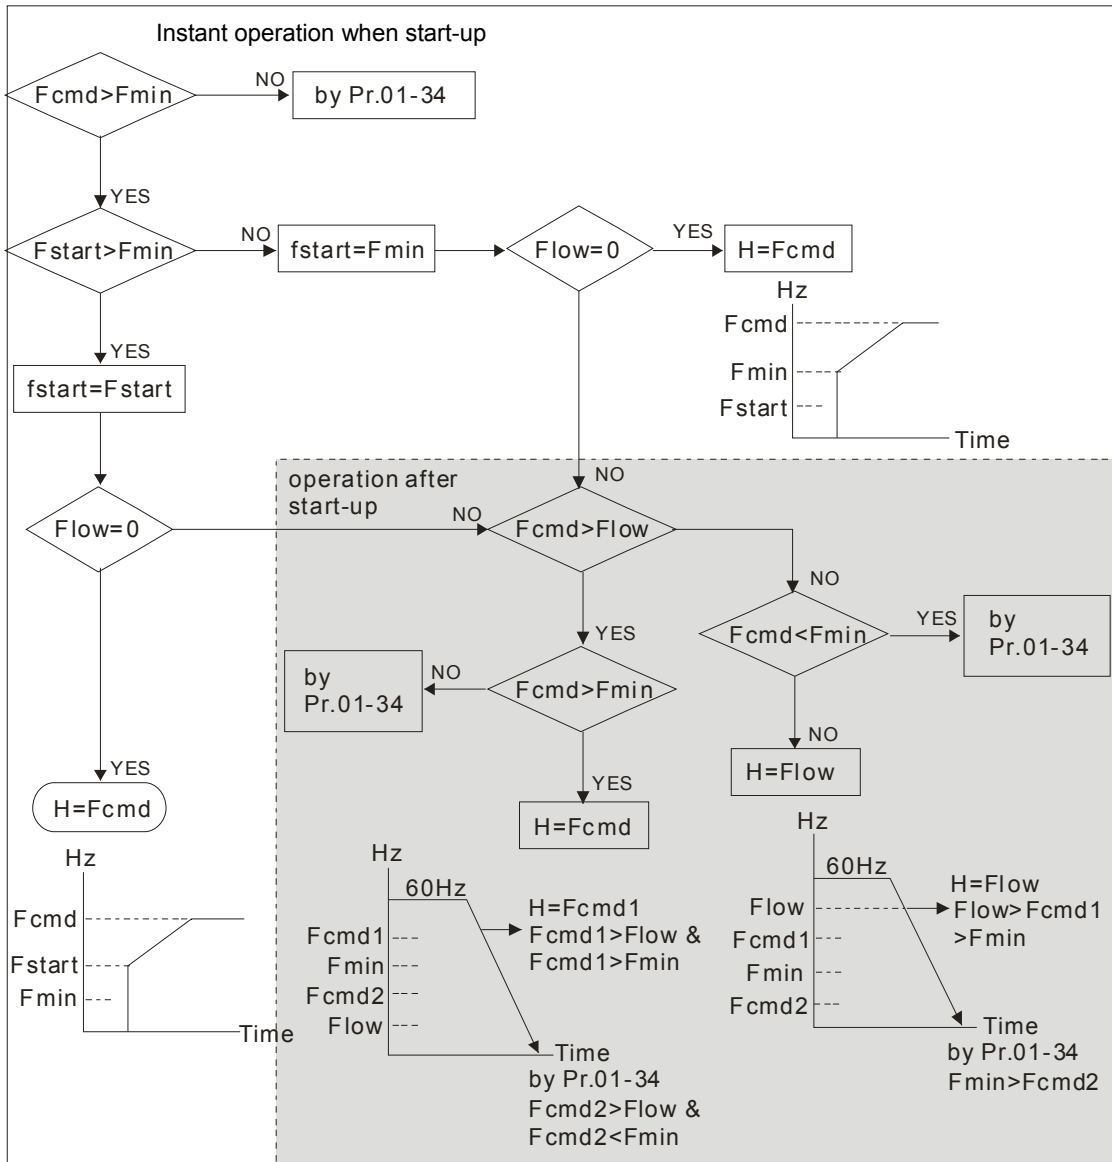 Instant operation when start-up
Fcmd>Fmin
NO
by Pr.01-34
YES
Fstart>Fmin
NO
fstart=Fmin
Flow=0
YES
H=Fcmd
Hz
Fcmd
Fmin
Fstart
Time
YES
fstart=Fstart
Flow=0
NO
YES
H=Fcmd
Hz
Fcmd
Fstart
Fmin
Time
operation after
start-up
NO
Fcmd>Flow
NO
Fcmd<Fmin
YES
by
Pr.01-34
YES
Fcmd>Fmin
NO
by
Pr.01-34
NO
H=Flow
YES
H=Fcmd
Hz
60Hz
Fcmd1
Fmin
Fcmd2
Flow
H=Fcmd1
Fcmd1>Flow &
Fcmd1>Fmin
Time
by Pr.01-34
Fcmd2>Flow &
Fcmd2<Fmin
Hz
60Hz
Flow
Fcmd1
Fmin
Fcmd2
H=Flow
Flow>Fcmd1
>Fmin
Time
by Pr.01-34
Fmin>Fcmd2